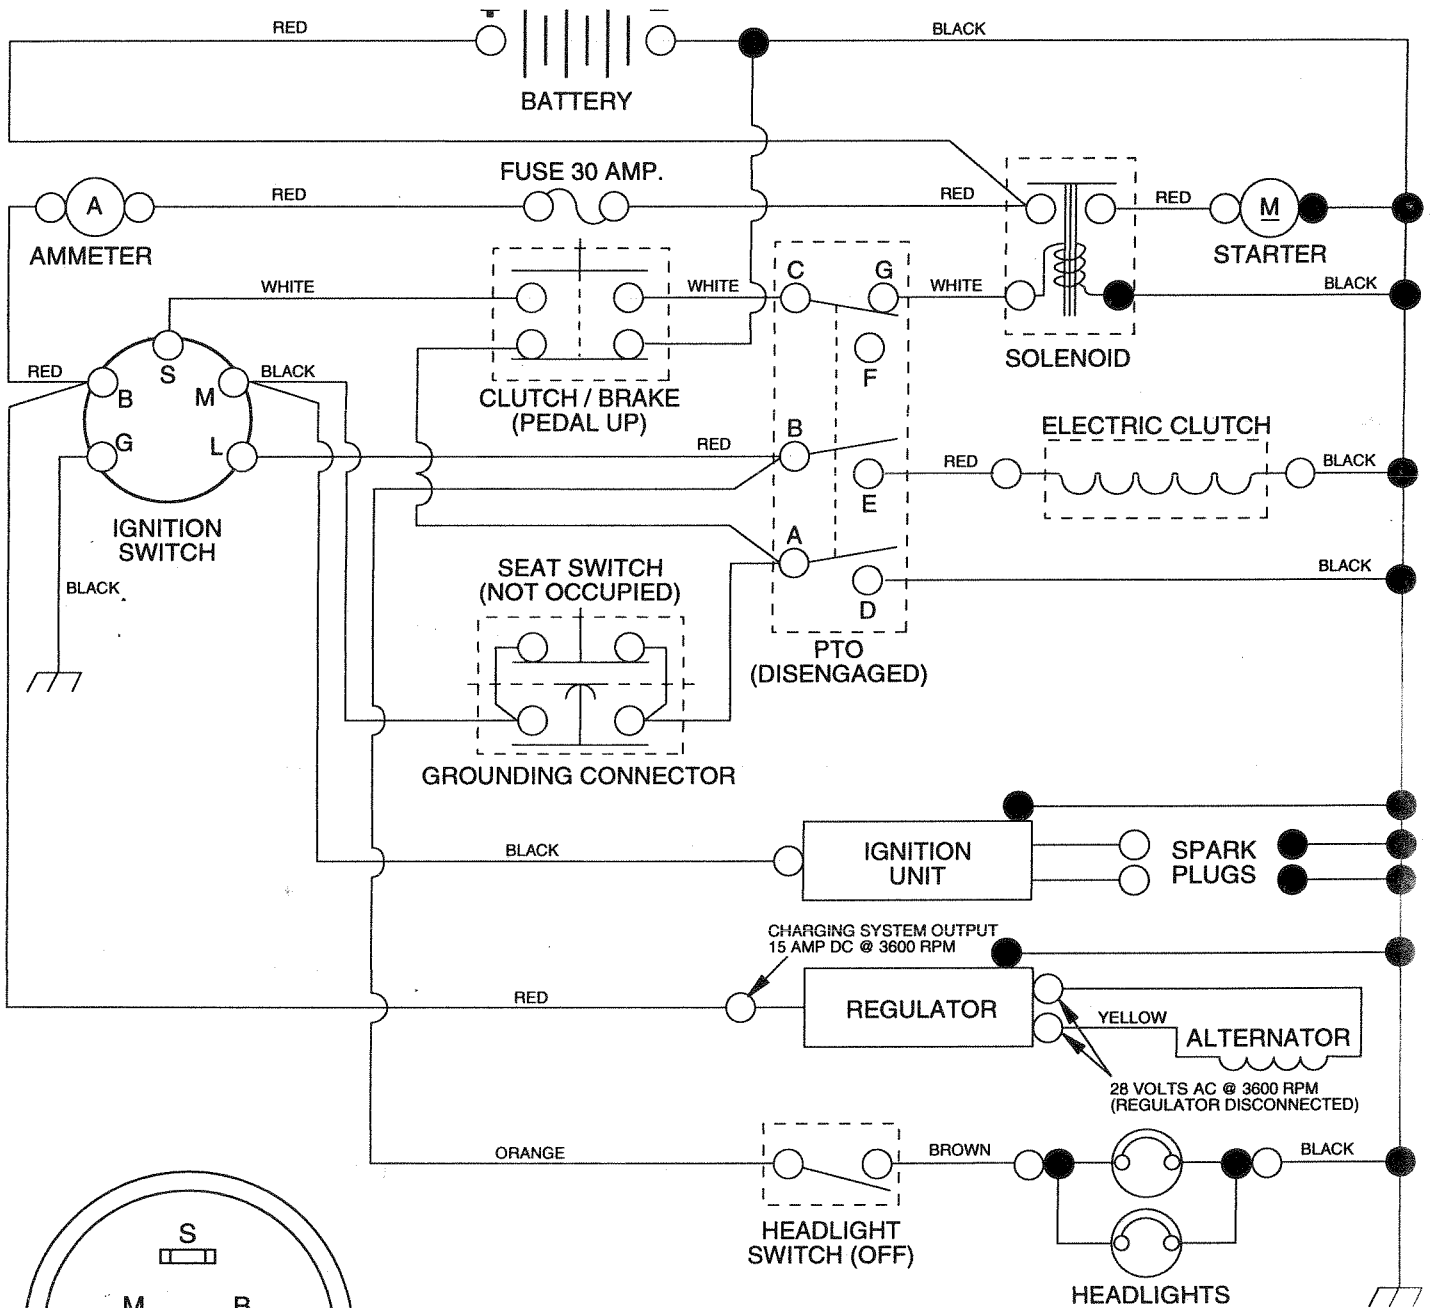 RED
BLACK
BATTERY
FUSE 30 AMP.
RED
RED
RED
A
M
AMMETER
STARTER
WHITE
WHITE
C
G
WHITE
BLACK
SOLENOID
RED
S
BLACK
B
M
F
CLUTCH / BRAKE
(PEDAL UP)
G
L
RED
B
ELECTRIC CLUTCH
RED
BLACK
E
IGNITION
SWITCH
A
BLACK
SEAT SWITCH
(NOT OCCUPIED)
BLACK
D
PTO
(DISENGAGED)
GROUNDING CONNECTOR
BLACK
IGNITION
UNIT
SPARK
PLUGS
CHARGING SYSTEM OUTPUT
15 AMP DC @ 3600 RPM
RED
REGULATOR
YELLOW
ALTERNATOR
28 VOLTS AC @ 3600 RPM
(REGULATOR DISCONNECTED)
ORANGE
BROWN
BLACK
HEADLIGHT
SWITCH (OFF)
HEADLIGHTS
S
M
B